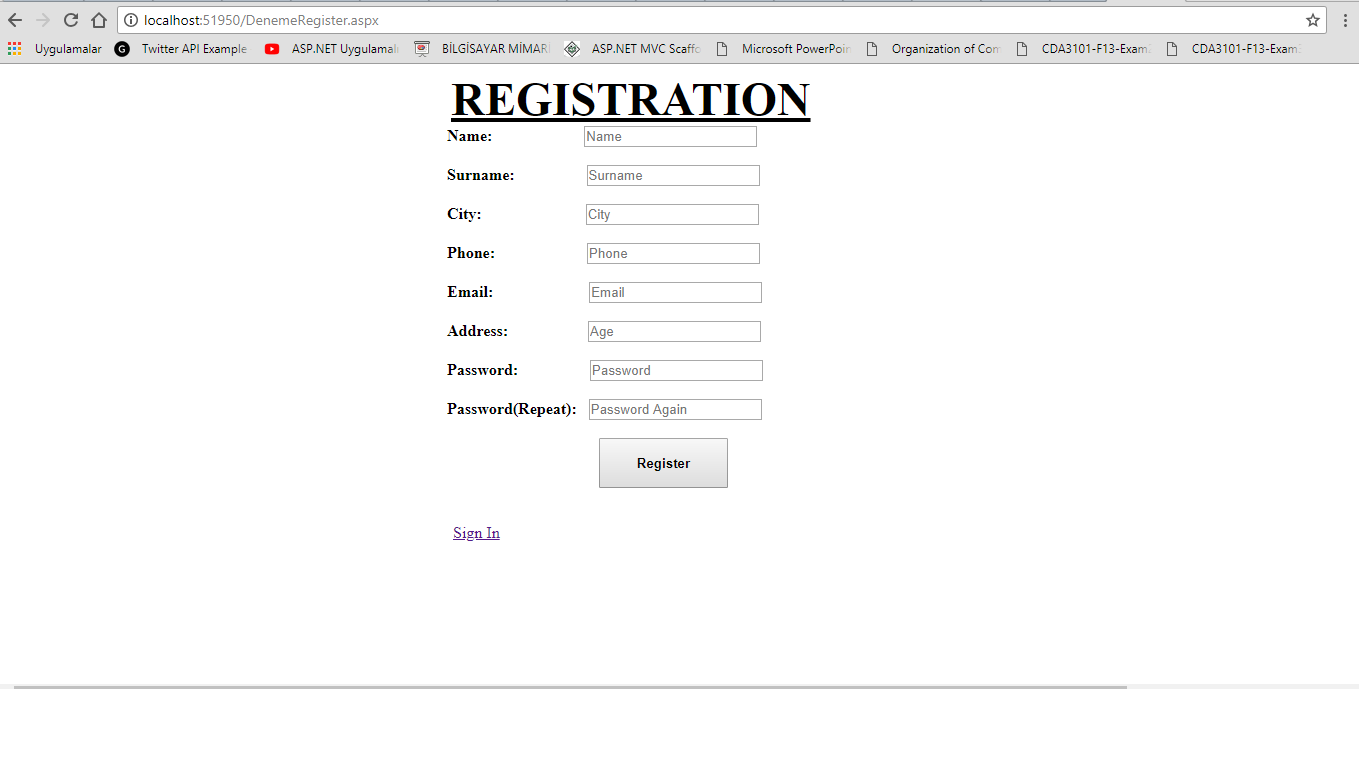 localhost:51950/DenemeRegister.aspx
Uygulamalar G Twitter API Example ASP.NET Uygulamal BİLGİSAYAR MİMARİ ASP.NET MVC Scaffo Microsoft PowerPoin Organization of Com CDA3101-F13-Exam2 CDA3101-F13-Exam2
REGISTRATION
Name: Name
Surname: Surname
City: City
Phone: Phone
Email: Email
Address: Age
Password: Password
Password(Repeat): Password Again
Register
Sign In